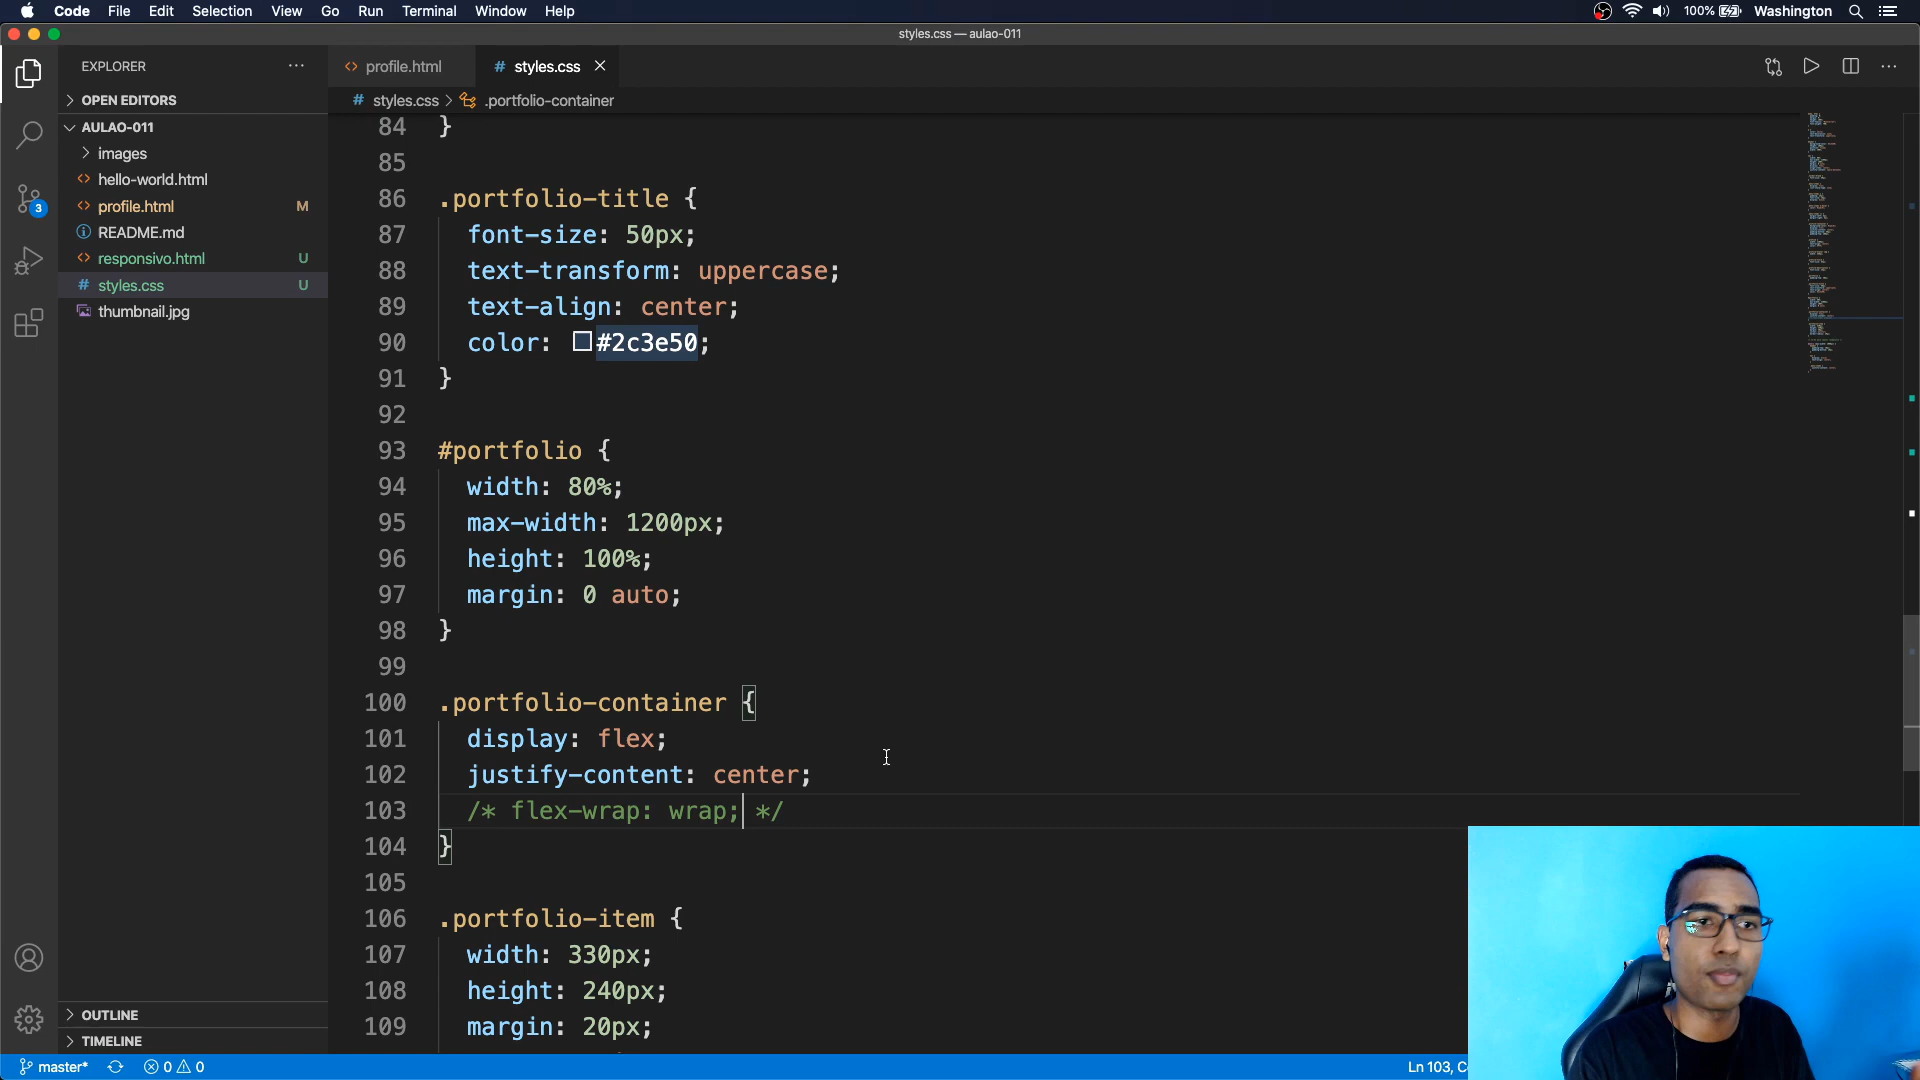 Code File Edit Selection View Go Run Terminal Window Help
100% Washington
styles.css — aulao-011
EXPLORER
profile.html
styles.css
OPEN EDITORS
styles.css > .portfolio-container
AULAO-011
images
hello-world.html
profile.html M
README.md
responsivo.html U
styles.css U
thumbnail.jpg
3
84 }
85
86 .portfolio-title {
87 font-size: 50px;
88 text-transform: uppercase;
89 text-align: center;
90 color: #2c3e50;
91 }
92
93 #portfolio {
94 width: 80%;
95 max-width: 1200px;
96 height: 100%;
97 margin: 0 auto;
98 }
99
100 .portfolio-container {
101 display: flex;
102 justify-content: center;
103 /* flex-wrap: wrap; */
104 }
105
106 .portfolio-item {
107 width: 330px;
108 height: 240px;
109 margin: 20px;
OUTLINE
TIMELINE
master* 0 0
Ln 103,